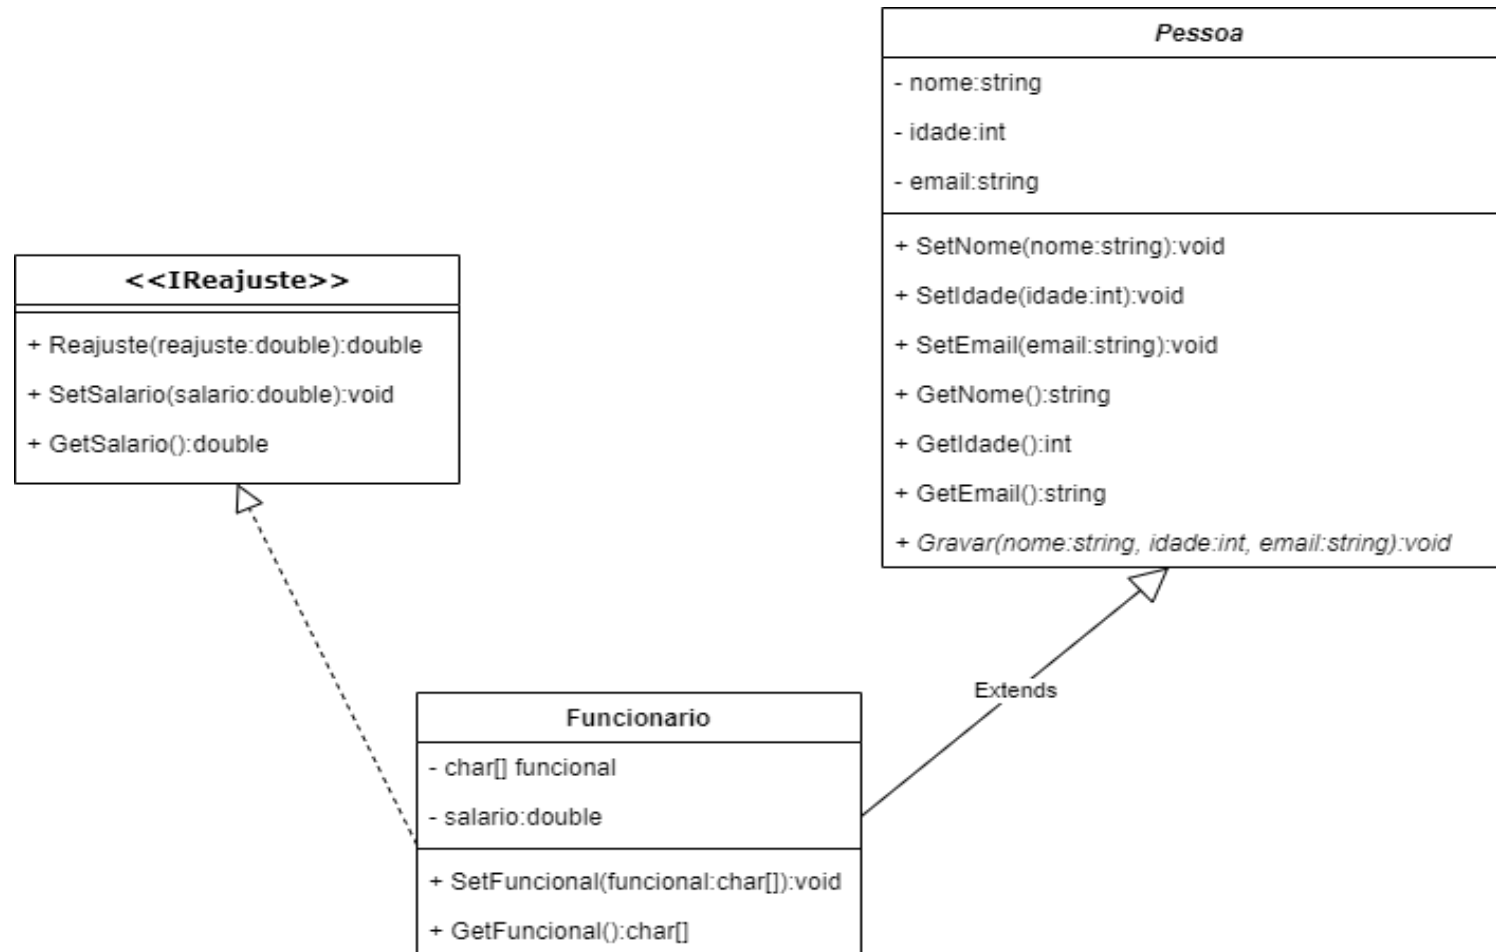 Pessoa
- nome:string
- idade:int
- email:string
+ SetNome(nome:string):void
+ SetIdade(idade:int):void
+ SetEmail(email:string):void
+ GetNome():string
+ GetIdade():int
+ GetEmail():string
+ Gravar(nome:string, idade:int, email:string):void
<<IReajuste>>
+ Reajuste(reajuste:double):double
+ SetSalario(salario:double):void
+ GetSalario():double
Extends
Funcionario
- char[] funcional
- salario:double
+ SetFuncional(funcional:char[]):void
+ GetFuncional():char[]